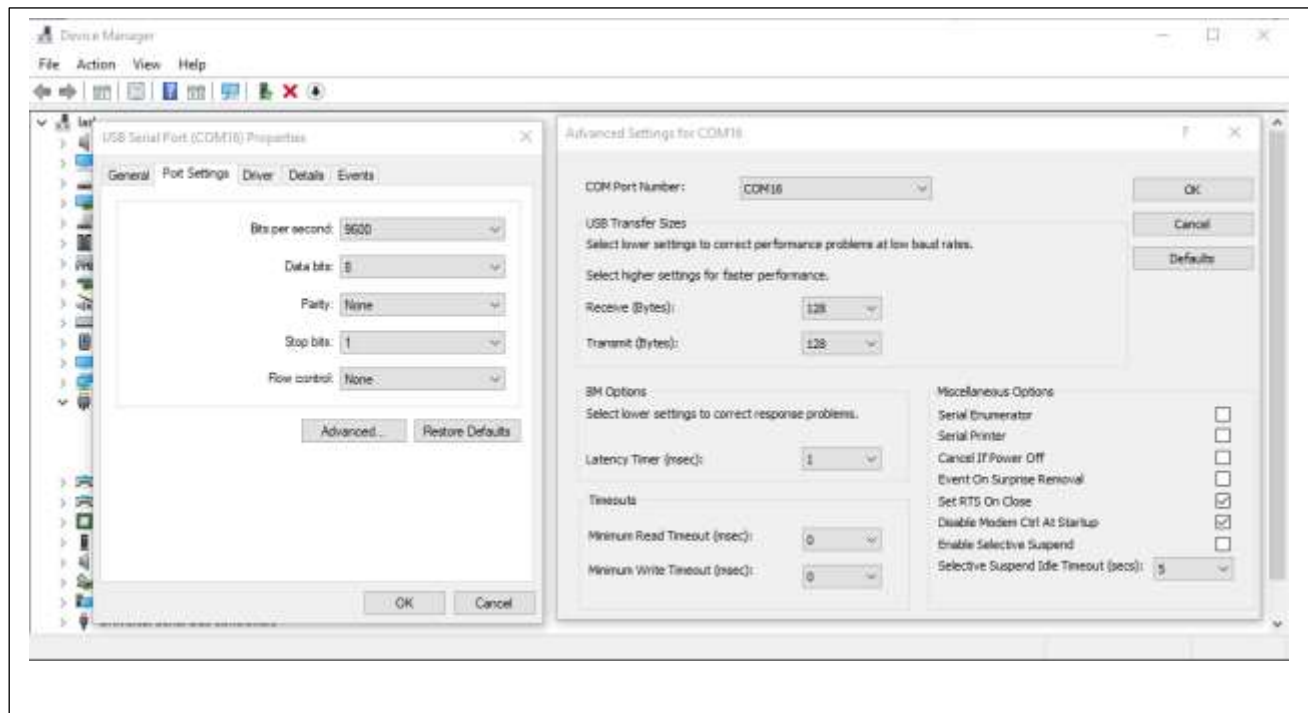 Device Manager
File Action View Help
USB Serial Port (COM16) Properties
General Port Settings Driver Details Events
Bits per second: 9600
Data bits: 8
Parity: None
Stop bits: 1
Flow control: None
Advanced... Restore Defaults
OK Cancel
Advanced Settings for COM16
COM Port Number: COM16
OK
Cancel
Defaults
USB Transfer Sizes
Select lower settings to correct performance problems at low baud rates.
Select higher settings for faster performance.
Receive (Bytes): 128
Transmit (Bytes): 128
BM Options
Select lower settings to correct response problems.
Latency Timer (msec): 1
Timeouts
Minimum Read Timeout (msec): 0
Minimum Write Timeout (msec): 0
Miscellaneous Options
Serial Enumerator
Serial Printer
Cancel If Power Off
Event On Surprise Removal
Set RTS On Close
Disable Modem Ctrl At Startup
Enable Selective Suspend
Selective Suspend Idle Timeout (secs): 5